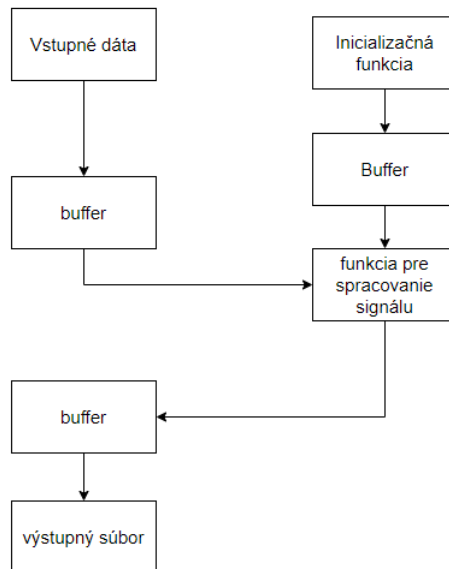 Vstupné dáta
Inicializačná
funkcia
Buffer
buffer
funkcia pre
spracovanie
signálu
buffer
výstupný súbor